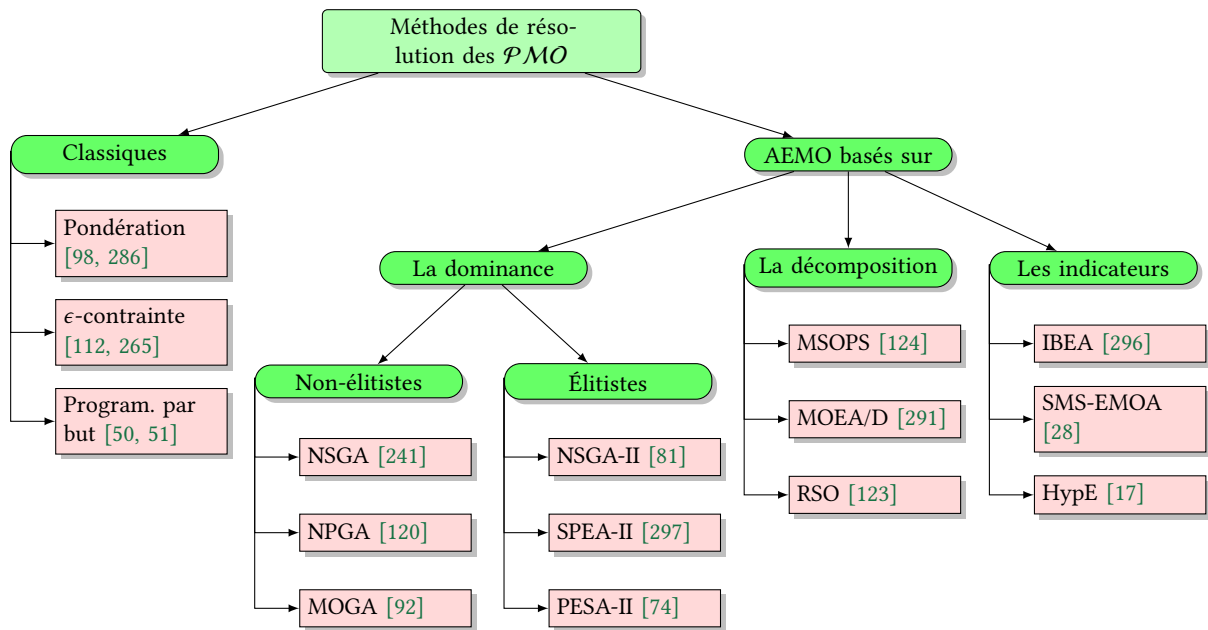 Méthodes de réso-
lution des 𝒫ℳ𝒪
Classiques
Pondération
[98, 286]
ϵ-contrainte
[112, 265]
Program. par
but [50, 51]
AEMO basés sur
La dominance
Non-élitistes
NSGA [241]
NPGA [120]
MOGA [92]
Élitistes
NSGA-II [81]
SPEA-II [297]
PESA-II [74]
La décomposition
MSOPS [124]
MOEA/D [291]
RSO [123]
Les indicateurs
IBEA [296]
SMS-EMOA
[28]
HypE [17]